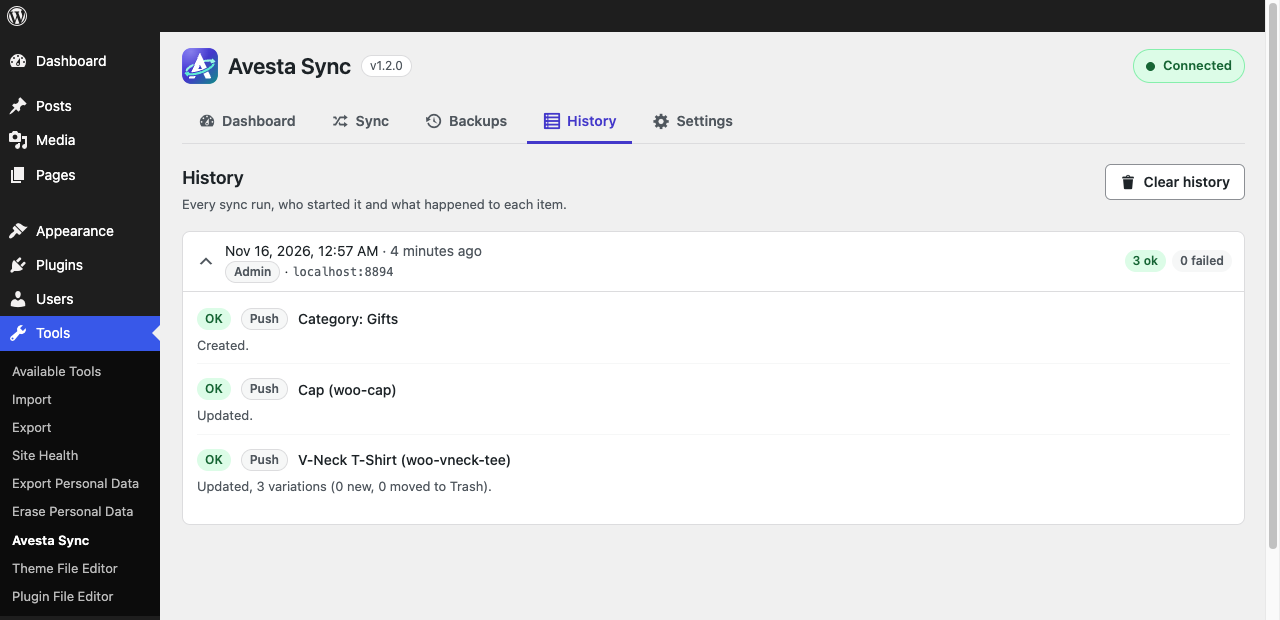 Dashboard
Posts
Media
Pages
Appearance
Plugins
Users
Tools
Available Tools
Import
Export
Site Health
Export Personal Data
Erase Personal Data
Avesta Sync
Theme File Editor
Plugin File Editor
Avesta Sync v1.2.0
Connected
Dashboard Sync Backups History Settings
History
Clear history
Every sync run, who started it and what happened to each item.
Nov 16, 2026, 12:57 AM · 4 minutes ago
Admin · localhost:8894
3 ok 0 failed
OK Push Category: Gifts
Created.
OK Push Cap (woo-cap)
Updated.
OK Push V-Neck T-Shirt (woo-vneck-tee)
Updated, 3 variations (0 new, 0 moved to Trash).